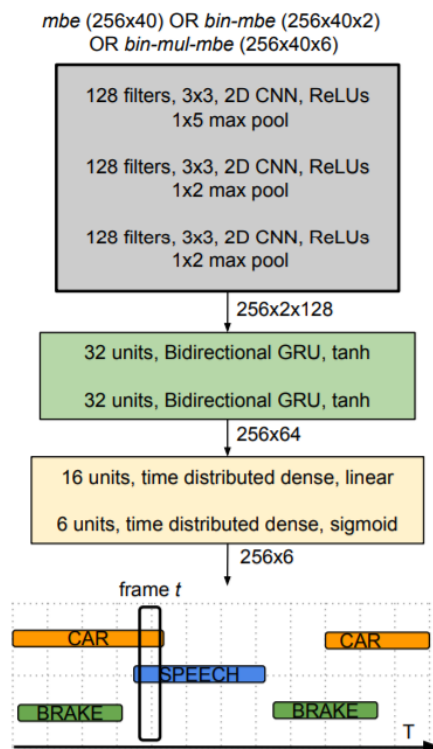 mbe (256x40) OR bin-mbe (256x40x2)
OR bin-mul-mbe (256x40x6)
128 filters, 3x3, 2D CNN, ReLUs
1x5 max pool
128 filters, 3x3, 2D CNN, ReLUs
1x2 max pool
128 filters, 3x3, 2D CNN, ReLUs
1x2 max pool
256x2x128
32 units, Bidirectional GRU, tanh
32 units, Bidirectional GRU, tanh
256x64
16 units, time distributed dense, linear
6 units, time distributed dense, sigmoid
256x6
frame t
CAR CAR
SPEECH
BRAKE BRAKE
T